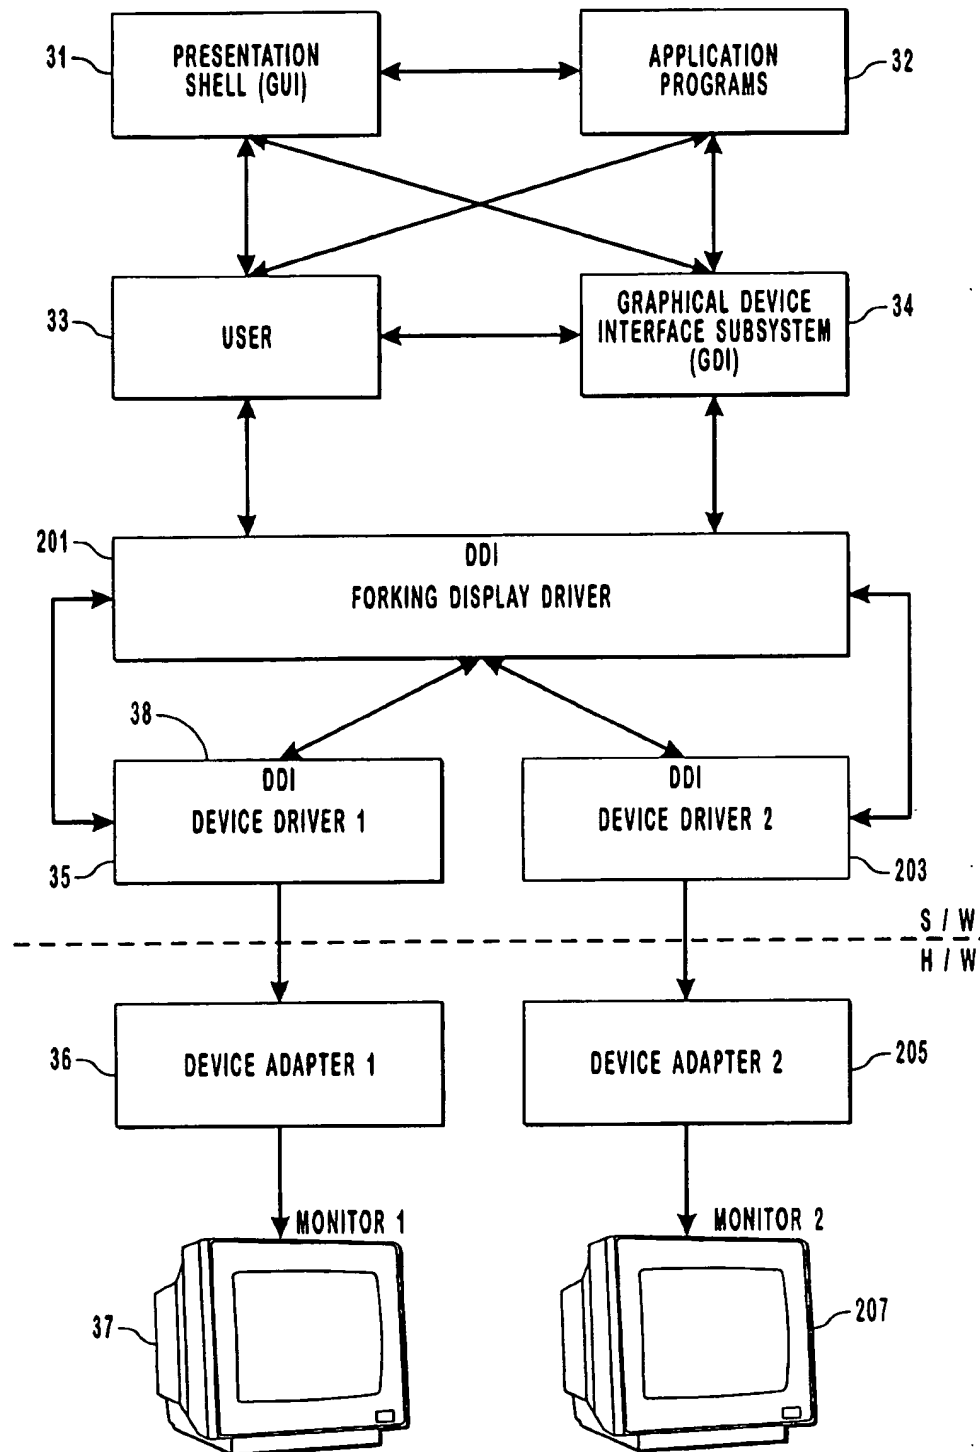 31
PRESENTATION
SHELL (GUI)
APPLICATION
PROGRAMS
32
33
USER
GRAPHICAL DEVICE
INTERFACE SUBSYSTEM
(GDI)
34
201
DDI
FORKING DISPLAY DRIVER
38
DDI
DEVICE DRIVER 1
35
DDI
DEVICE DRIVER 2
203
S / W
H / W
36
DEVICE ADAPTER 1
DEVICE ADAPTER 2
205
MONITOR 1
MONITOR 2
37
207